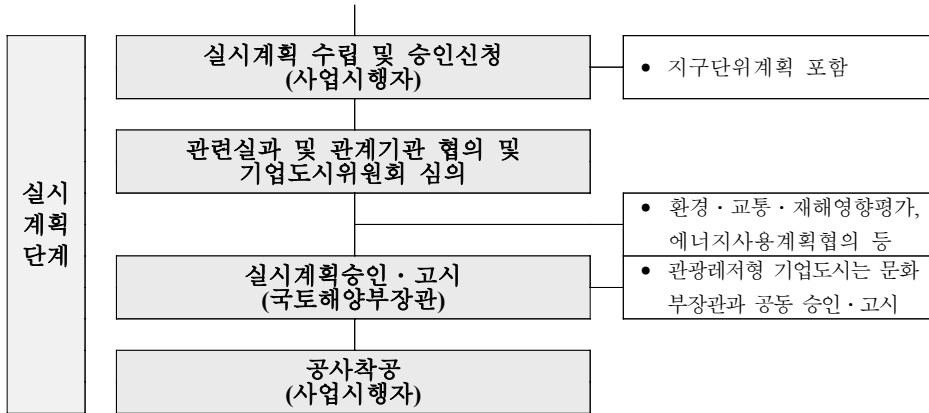 실시
계획
단계
실시계획 수립 및 승인신청
(사업시행자)
• 지구단위계획 포함
관련실과 및 관계기관 협의 및
기업도시위원회 심의
• 환경·교통·재해영향평가,
에너지사용계획협의 등
실시계획승인·고시
(국토해양부장관)
• 관광레저형 기업도시는 문화
부장관과 공동 승인·고시
공사착공
(사업시행자)